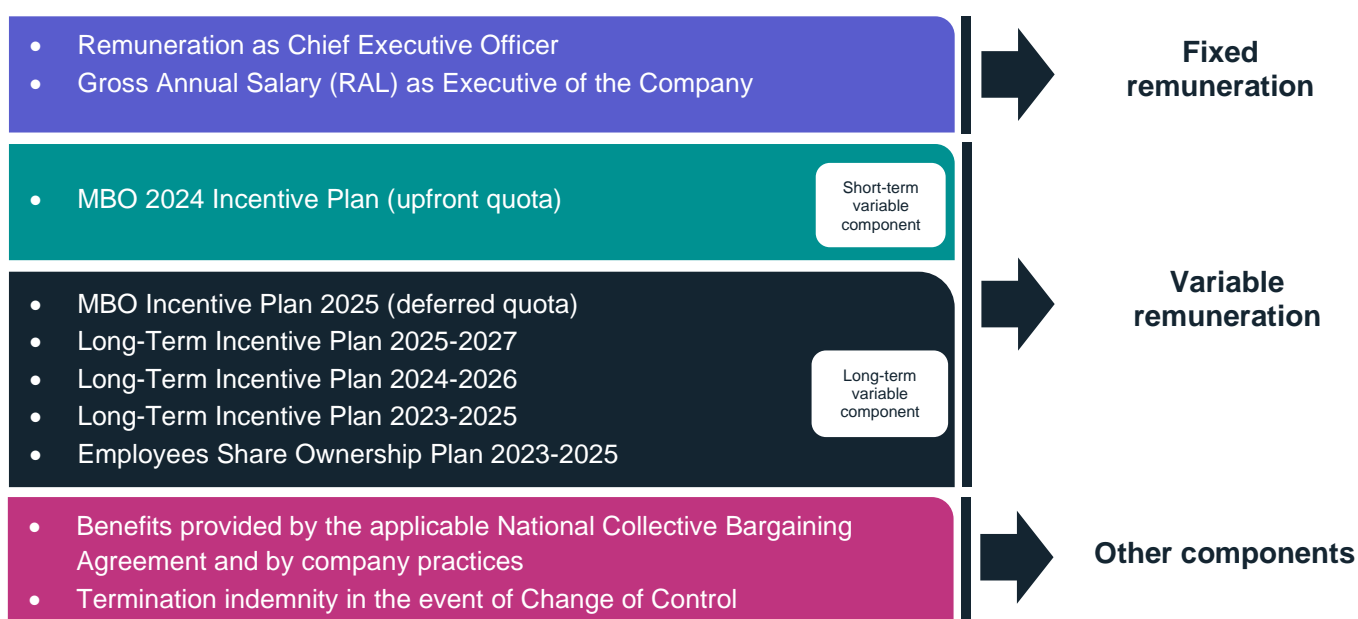 • Remuneration as Chief Executive Officer
• Gross Annual Salary (RAL) as Executive of the Company
Fixed
remuneration
• MBO 2024 Incentive Plan (upfront quota)
Short-term
variable
component
• MBO Incentive Plan 2025 (deferred quota)
• Long-Term Incentive Plan 2025-2027
• Long-Term Incentive Plan 2024-2026
• Long-Term Incentive Plan 2023-2025
• Employees Share Ownership Plan 2023-2025
Long-term
variable
component
Variable
remuneration
• Benefits provided by the applicable National Collective Bargaining
Agreement and by company practices
• Termination indemnity in the event of Change of Control
Other components